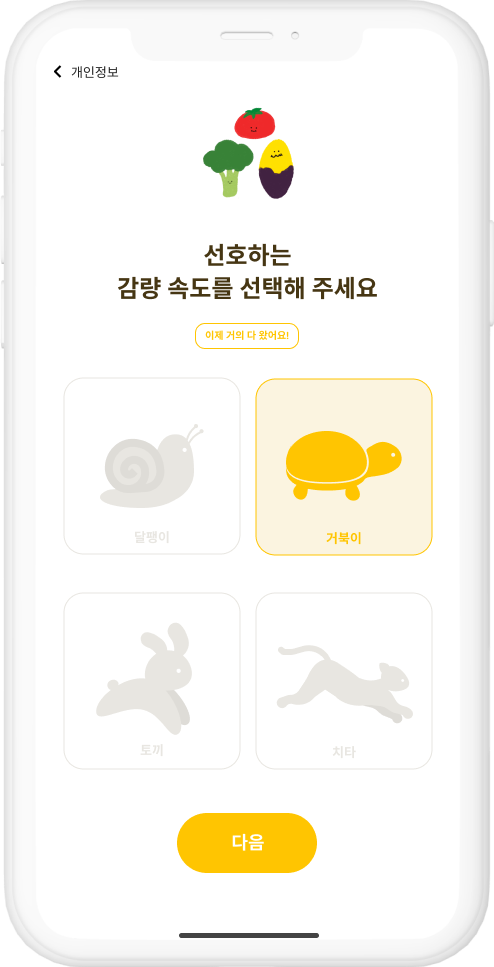 개인정보
선호하는
감량 속도를 선택해 주세요
이제 거의 다 왔어요!
달팽이
거북이
토끼
치타
다음